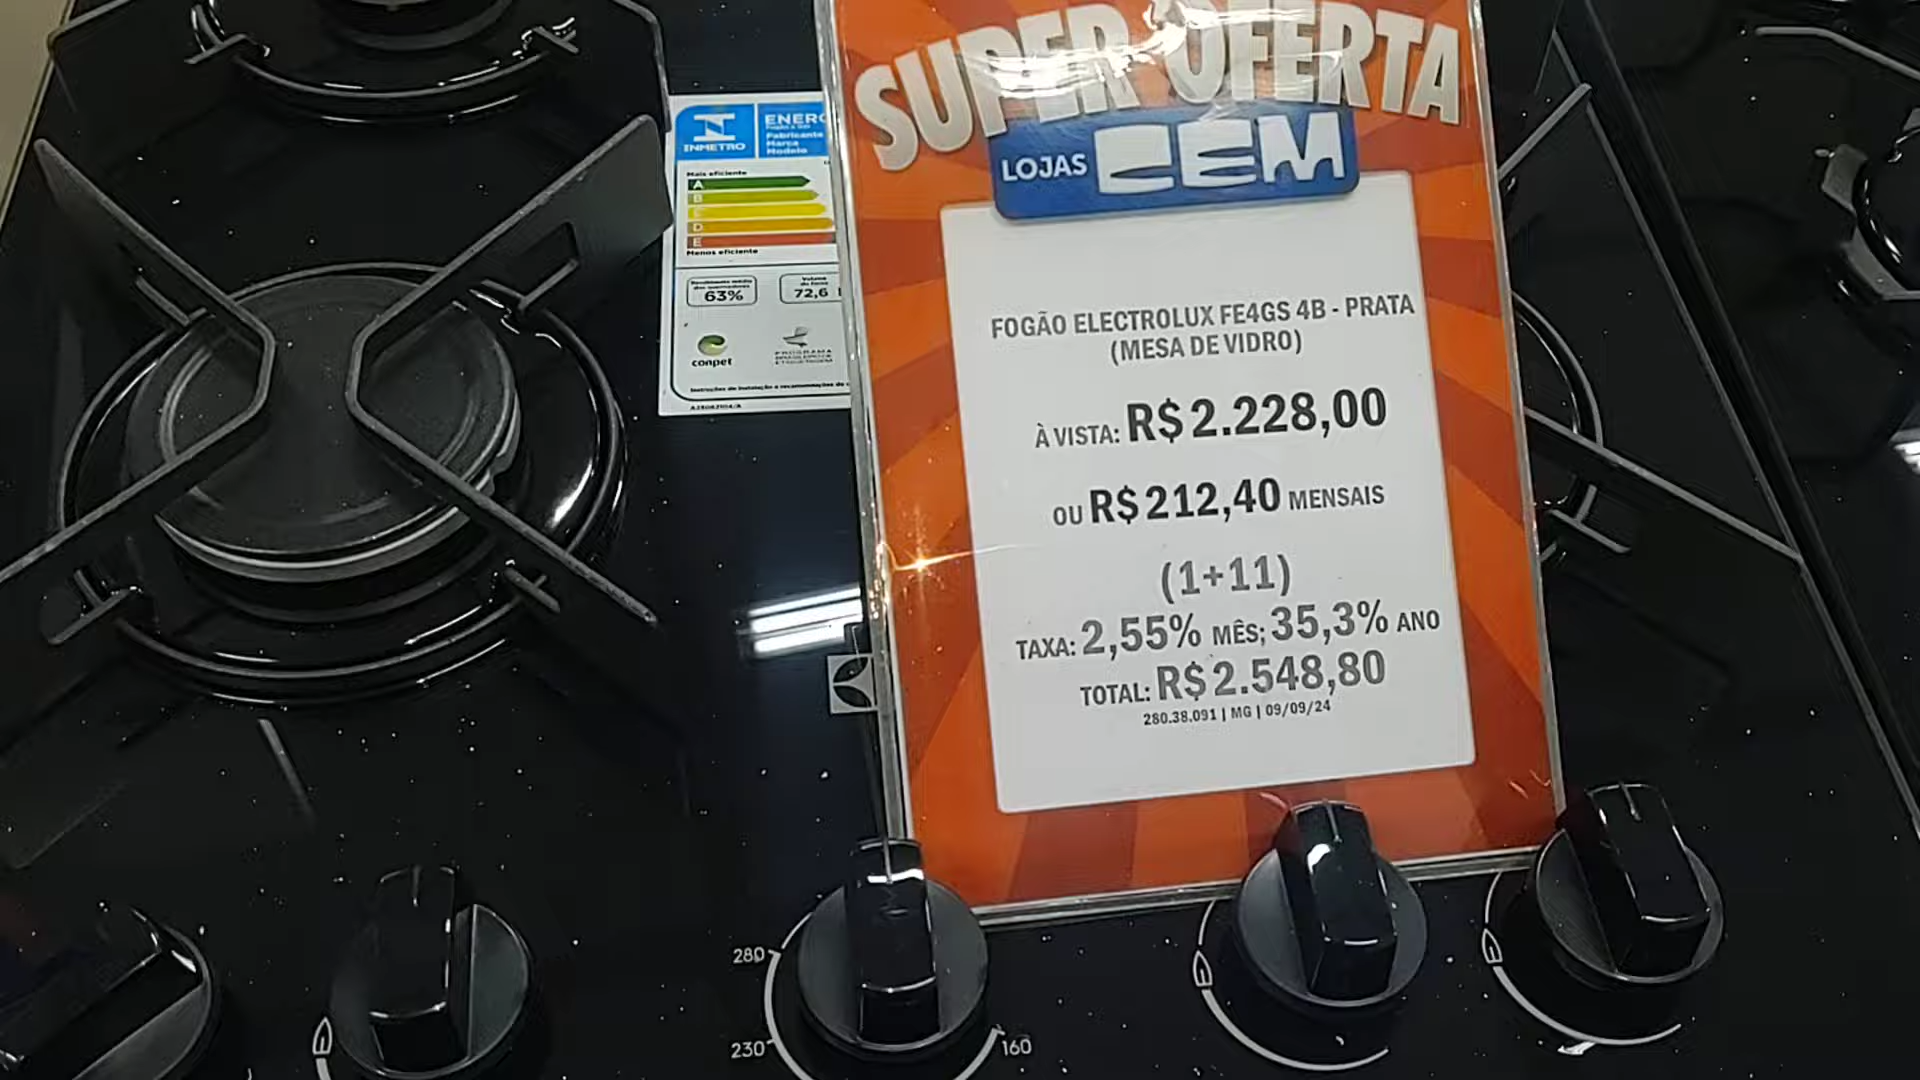 SUPER OFERTA
LOJAS CEM
INMETRO
Fabricante
Marca
Modelo
Mais eficiente
A
B
C
D
E
Menos eficiente
63%
72,6
conpet
FOGÃO ELECTROLUX FE4GS 4B - PRATA
(MESA DE VIDRO)
À VISTA: R$2.228,00
OU R$212,40 MENSAIS
(1+11)
TAXA: 2,55% MÊS; 35,3% ANO
TOTAL: R$2.548,80
280.38.091 | MG | 09/09/24
280
230
160